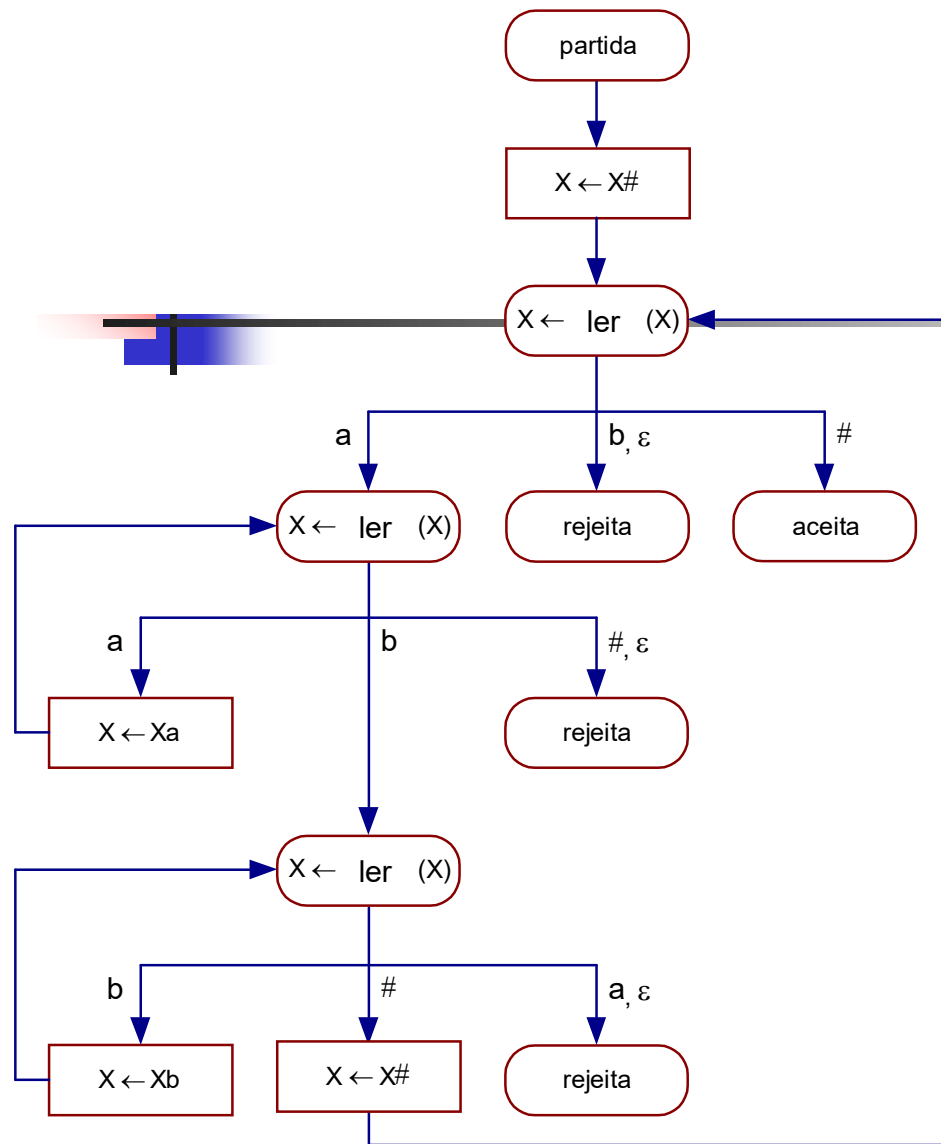 partida
X ← X#
X ← ler (X)
a
b, ε
#
X ← ler (X)
rejeita
aceita
a
b
#, ε
X ← Xa
rejeita
X ← ler (X)
b
#
a, ε
X ← Xb
X ← X#
rejeita